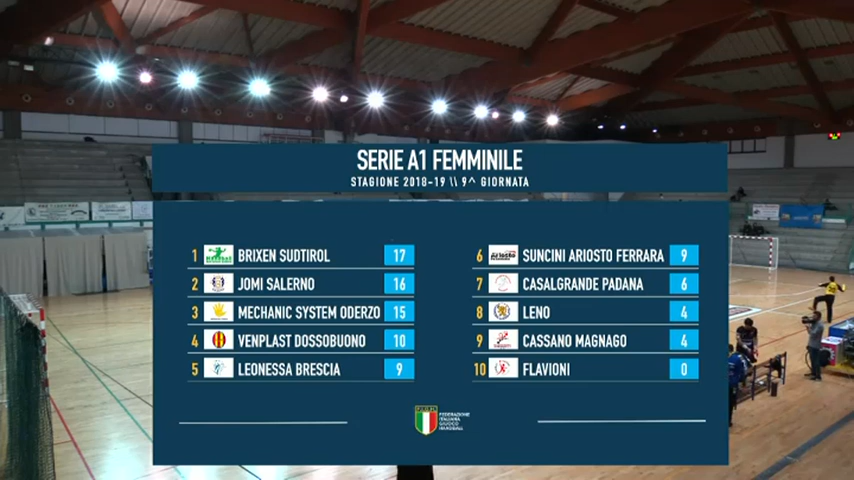 SERIE A1 FEMMINILE
STAGIONE 2018-19 \\ 9^ GIORNATA
1 BRIXEN SUDTIROL 17
2 JOMI SALERNO 16
3 MECHANIC SYSTEM ODERZO 15
4 VENPLAST DOSSOBUONO 10
5 LEONESSA BRESCIA 9
6 SUNCINI ARIOSTO FERRARA 9
7 CASALGRANDE PADANA 6
8 LENO 4
9 CASSANO MAGNAGO 4
10 FLAVIONI 0
FEDERAZIONE
ITALIANA
GIUOCO
HANDBALL